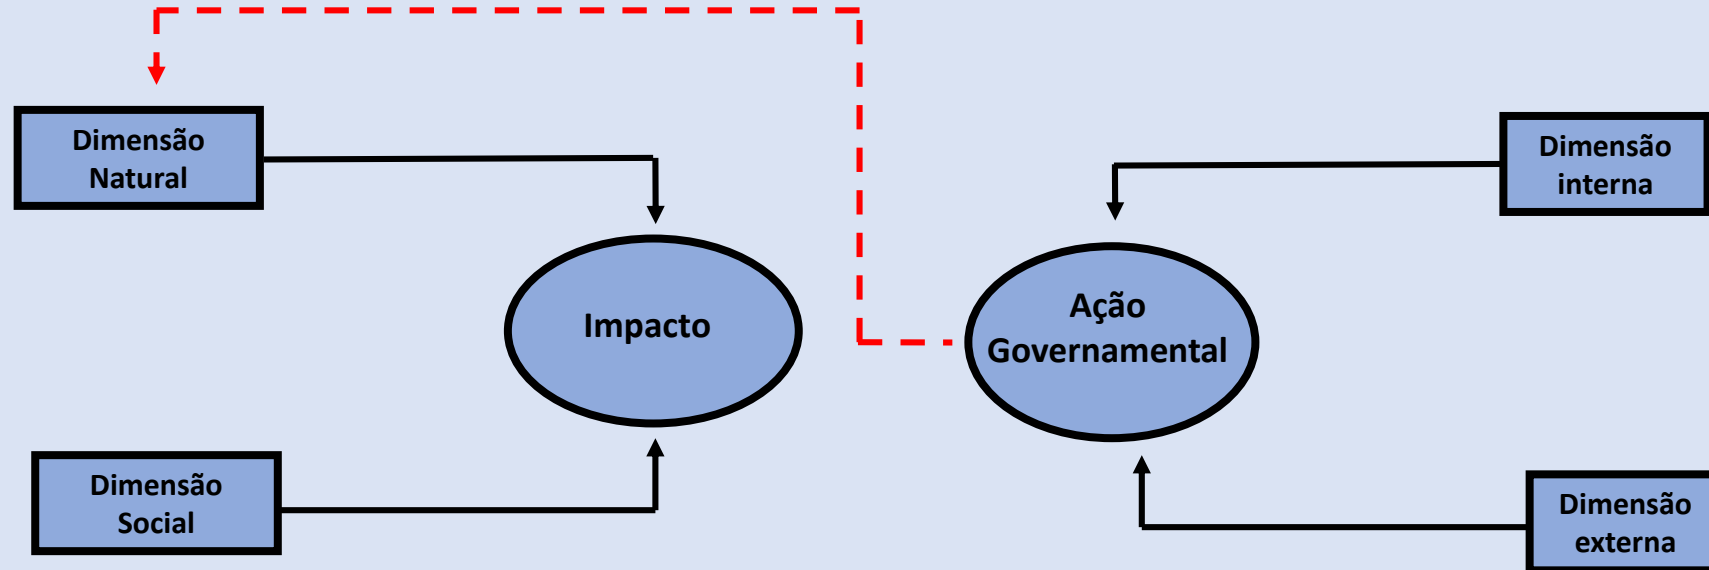 Dimensão
Natural
Dimensão
interna
Impacto
Ação
Governamental
Dimensão
Social
Dimensão
externa